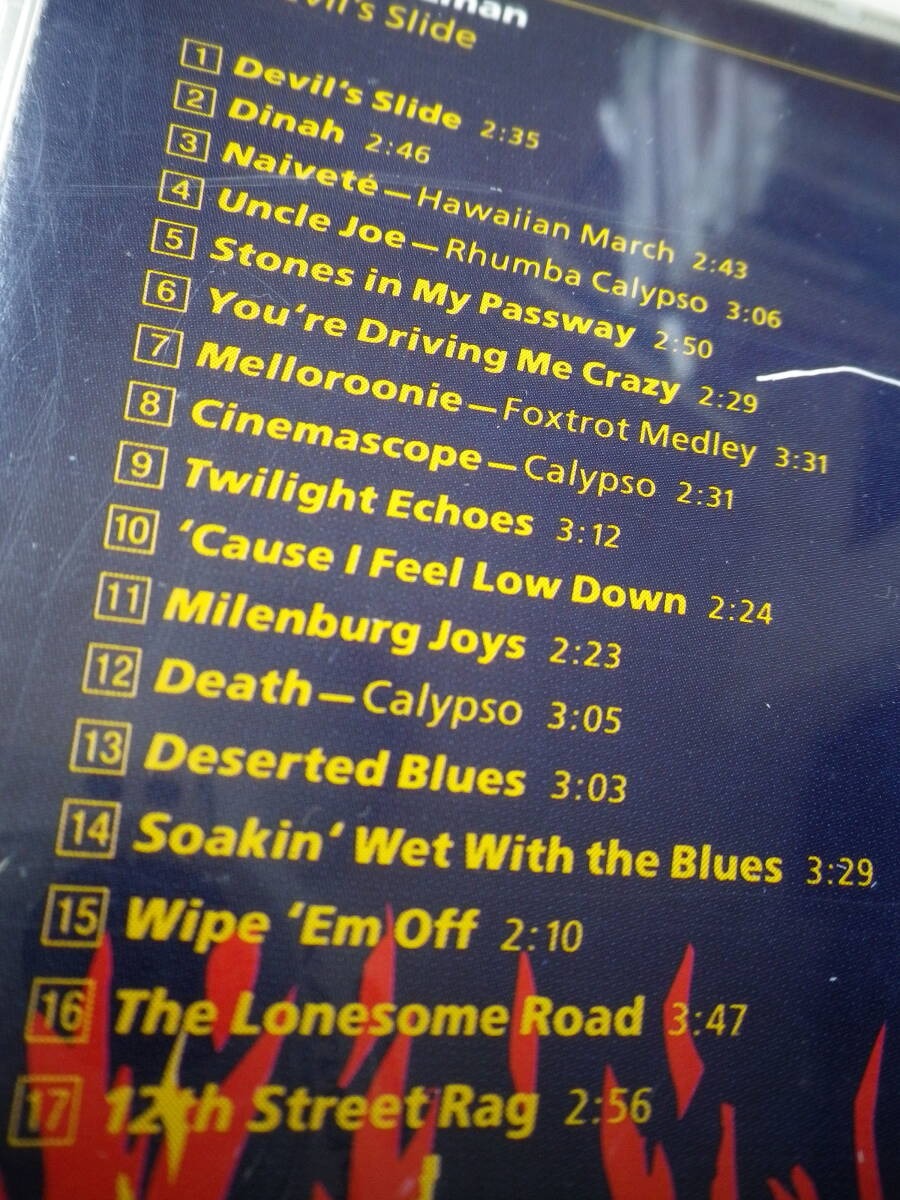 Slide
1 Devil's Slide 2:35
2 Dinah 2:46
3 Naiveté—Hawaiian March 2:43
4 Uncle Joe—Rhumba Calypso 3:06
5 Stones in My Passway 2:50
6 You‘re Driving Me Crazy 2:29
7 Melloroonie—Foxtrot Medley 3:31
8 Cinemascope—Calypso 2:31
9 Twilight Echoes 3:12
10 ‘Cause I Feel Low Down 2:24
11 Milenburg Joys 2:23
12 Death—Calypso 3:05
13 Deserted Blues 3:03
14 Soakin‘ Wet With the Blues 3:29
15 Wipe ‘Em Off 2:10
16 The Lonesome Road 3:47
17 12th Street Rag 2:56